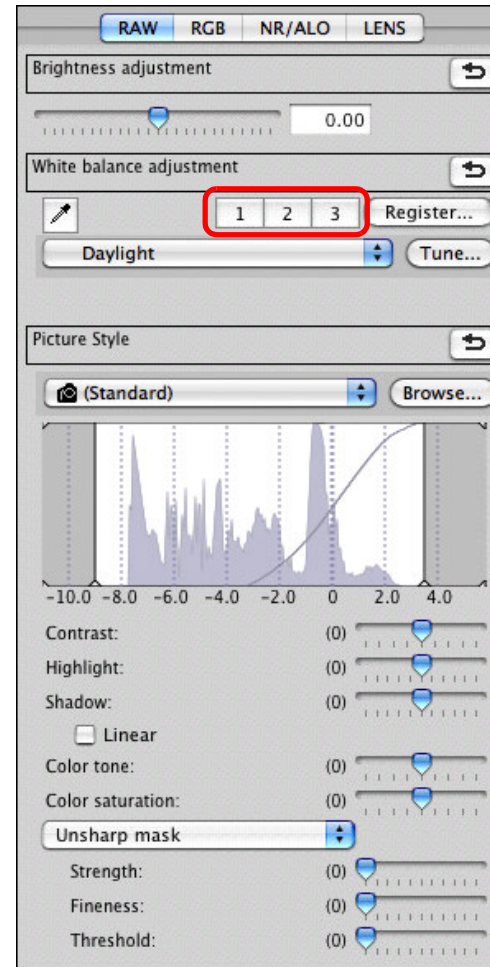 RAW RGB NR/ALO LENS
Brightness adjustment
0.00
White balance adjustment
1 2 3 Register...
Daylight Tune...
Picture Style
(Standard) Browse...
-10.0 -8.0 -6.0 -4.0 -2.0 0 2.0 4.0
Contrast: (0)
Highlight: (0)
Shadow: (0)
Linear
Color tone: (0)
Color saturation: (0)
Unsharp mask
Strength: (0)
Fineness: (0)
Threshold: (0)